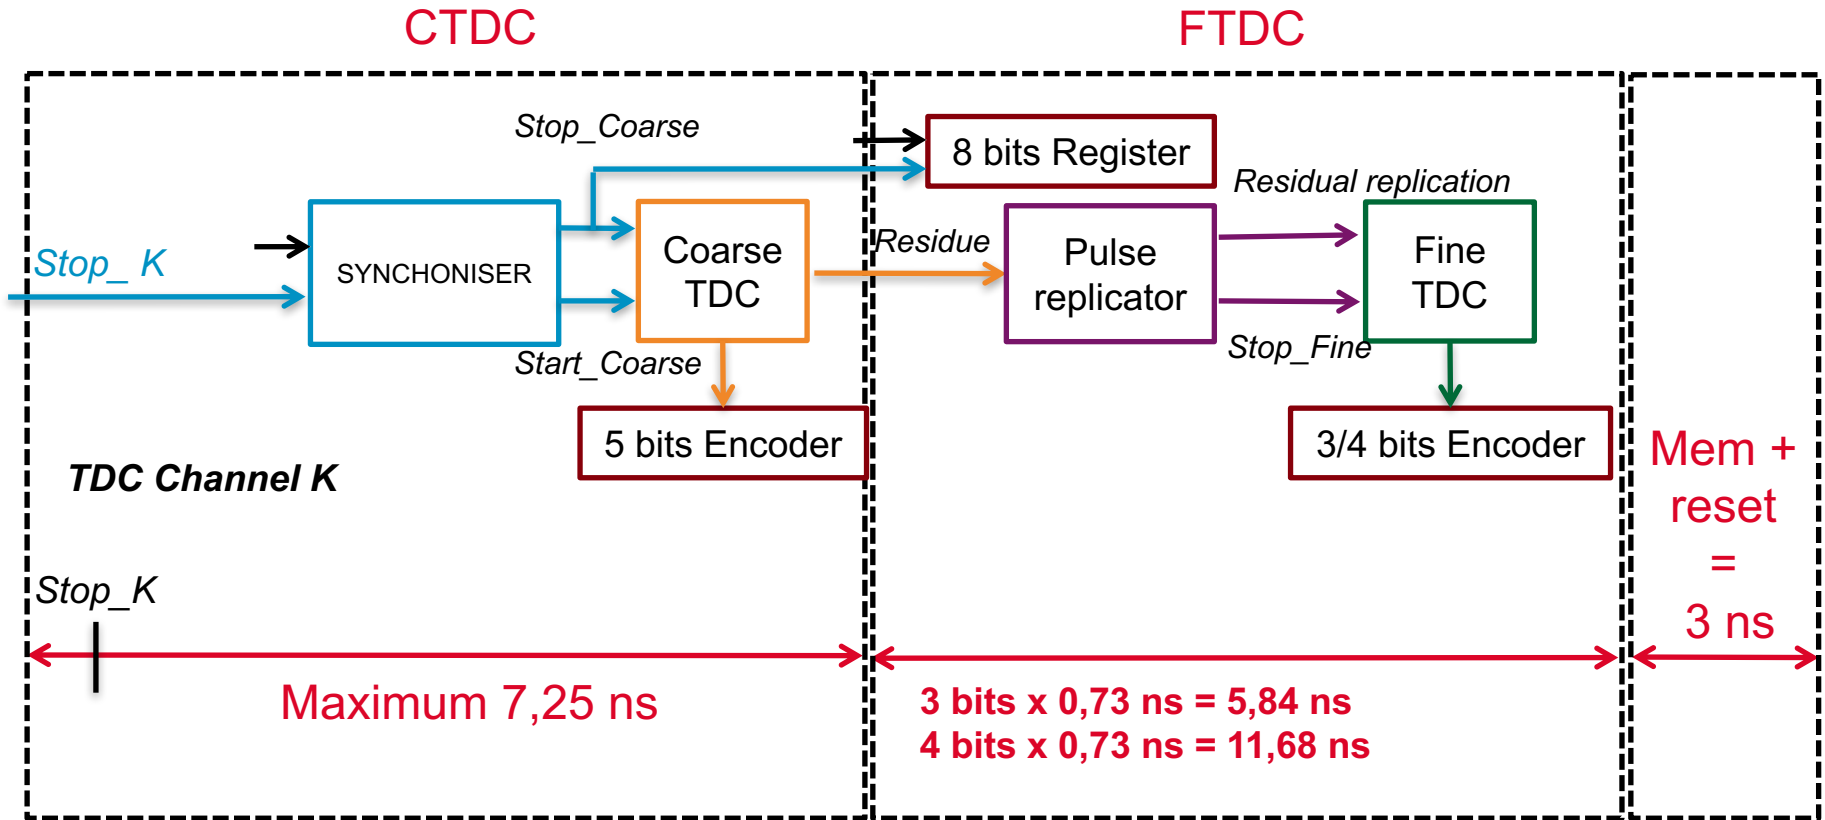 CTDC
FTDC
Stop_Coarse
8 bits Register
Residual replication
Stop_ K
SYNCHONISER
Coarse
TDC
Residue
Pulse
replicator
Fine
TDC
Start_Coarse
Stop_Fine
5 bits Encoder
3/4 bits Encoder
TDC Channel K
Mem +
reset
=
3 ns
Stop_K
Maximum 7,25 ns
3 bits x 0,73 ns = 5,84 ns
4 bits x 0,73 ns = 11,68 ns